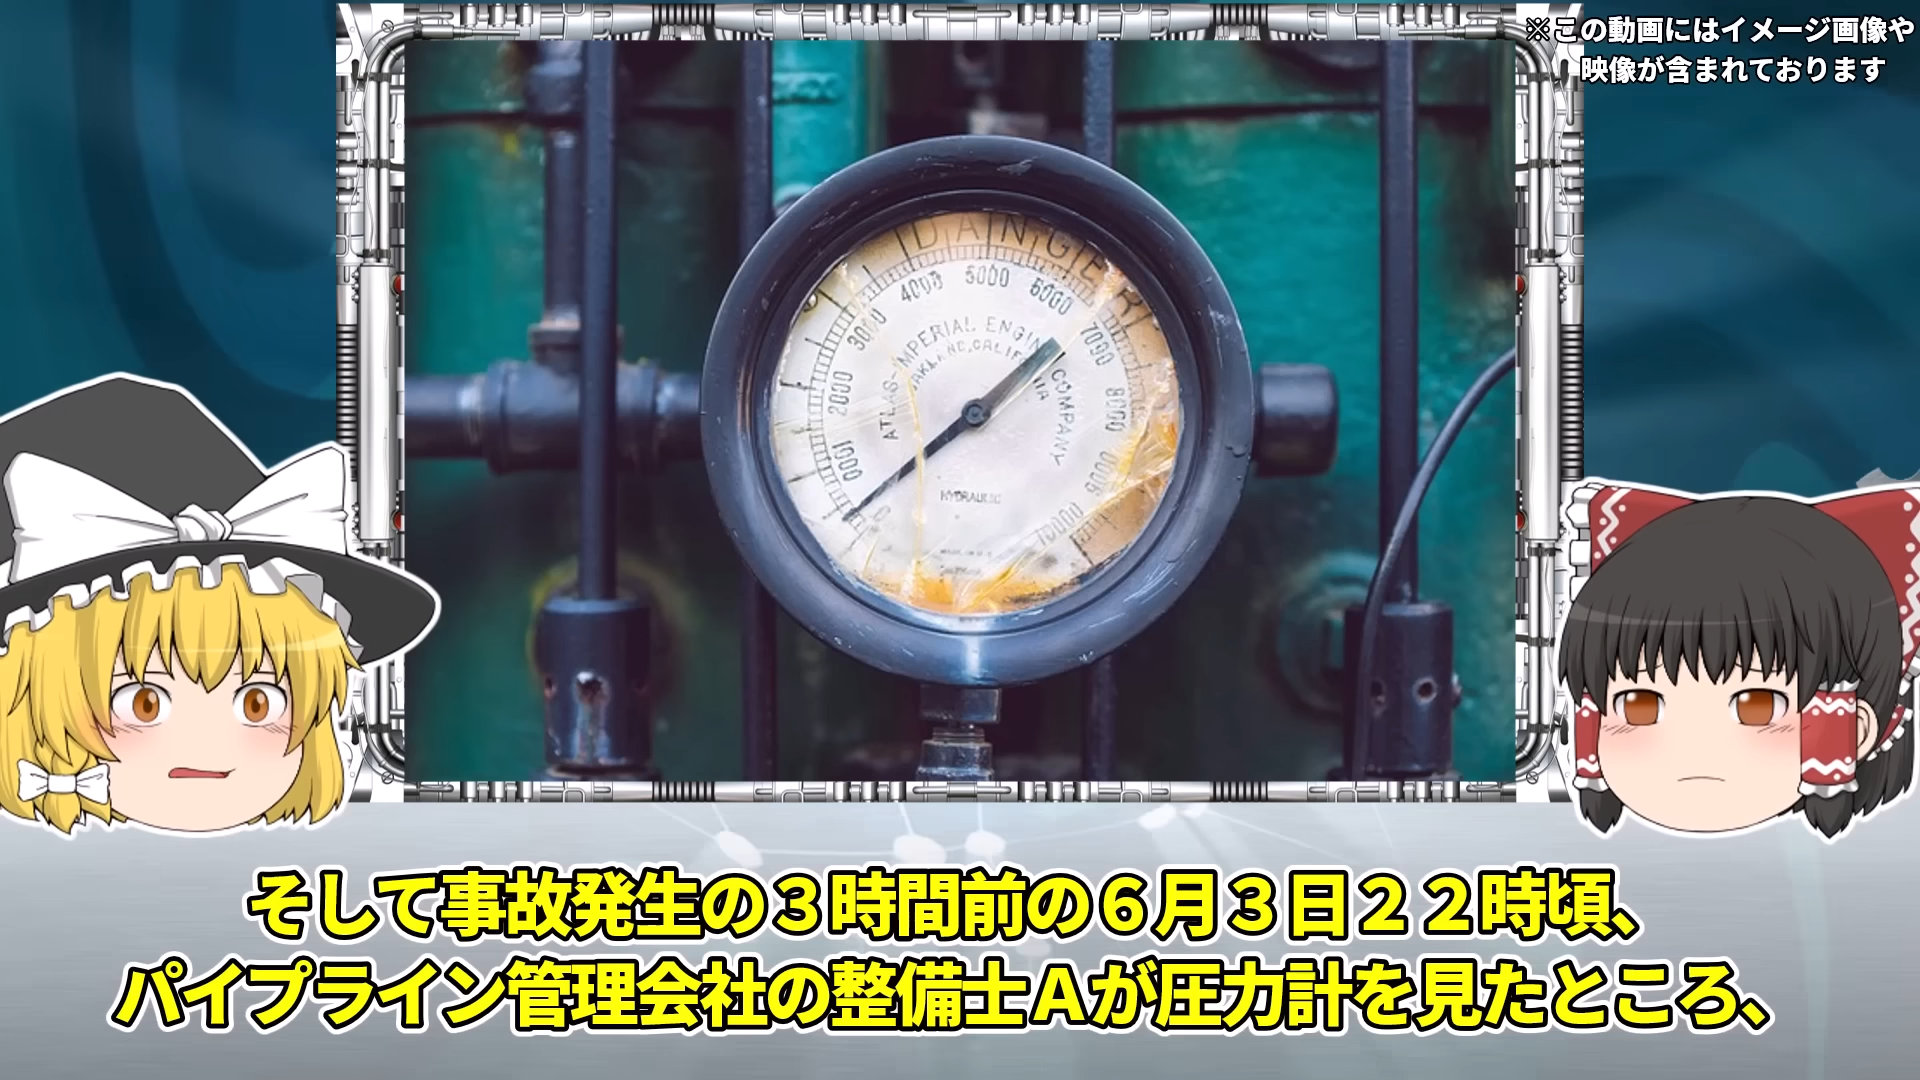 ※この動画にはイメージ画像や
映像が含まれております
DANGER
1000
2000
3000
4000
5000
6000
7000
8000
9000
10000
COMPANY
HYDRAULIC
そして事故発生の３時間前の６月３日２２時頃、
パイプライン管理会社の整備士Ａが圧力計を見たところ、